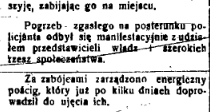 szyję, zabijając go na miejscu.
Pogrzeb zgasłego na posterunku po-
licjanta odbył się manifestacyjnie z udzia-
łem przedstawicieli władz i szerokich
rzesz społeczeństwa.
Za zabójcami zarządzono energiczny
pościg, który już po kilku dniach dopro-
wadził do ujęcia ich.